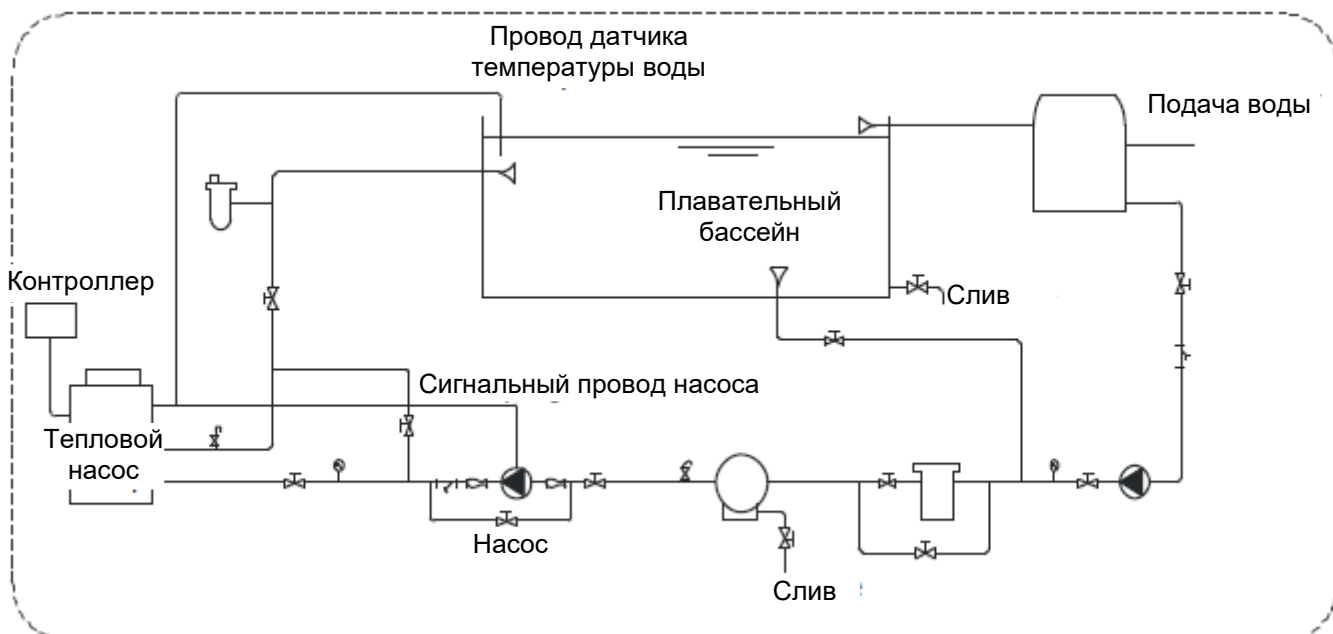 Провод датчика
температуры воды
Подача воды
Плавательный
бассейн
Контроллер
Слив
Сигнальный провод насоса
Тепловой
насос
Насос
Слив